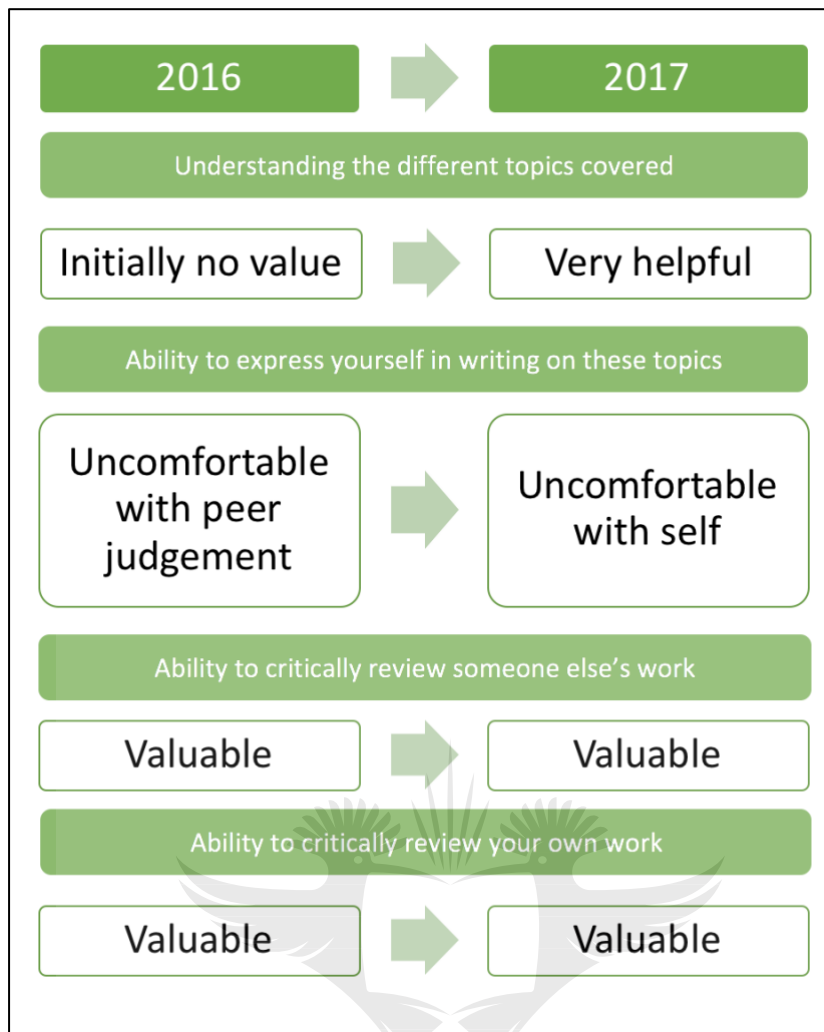 2016 2017
Understanding the different topics covered
Initially no value Very helpful
Ability to express yourself in writing on these topics
Uncomfortable
with peer
judgement
Uncomfortable
with self
Ability to critically review someone else’s work
Valuable Valuable
Ability to critically review your own work
Valuable Valuable